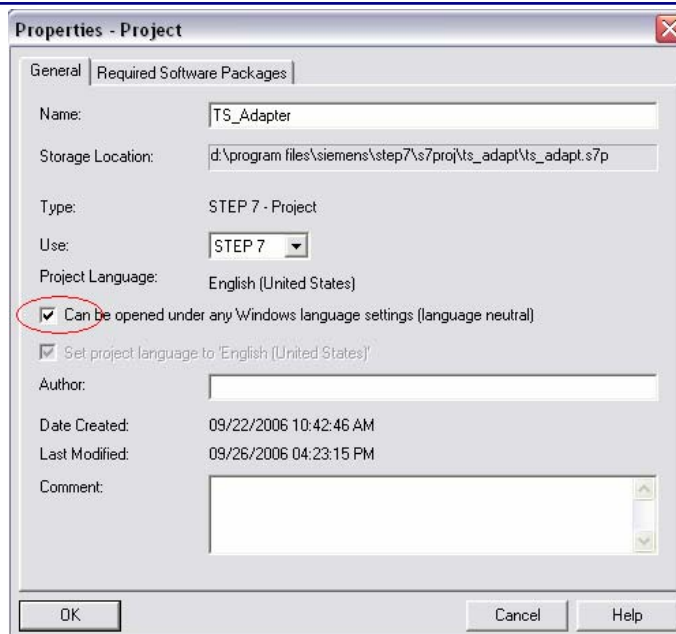 Properties - Project
General Required Software Packages
Name: TS_Adapter
Storage Location: d:\program files\siemens\step7\s7proj\ts_adapt\ts_adapt.s7p
Type: STEP 7 - Project
Use: STEP 7
Project Language: English (United States)
Can be opened under any Windows language settings (language neutral)
Set project language to 'English (United States)'
Author:
Date Created: 09/22/2006 10:42:46 AM
Last Modified: 09/26/2006 04:23:15 PM
Comment:
OK Cancel Help